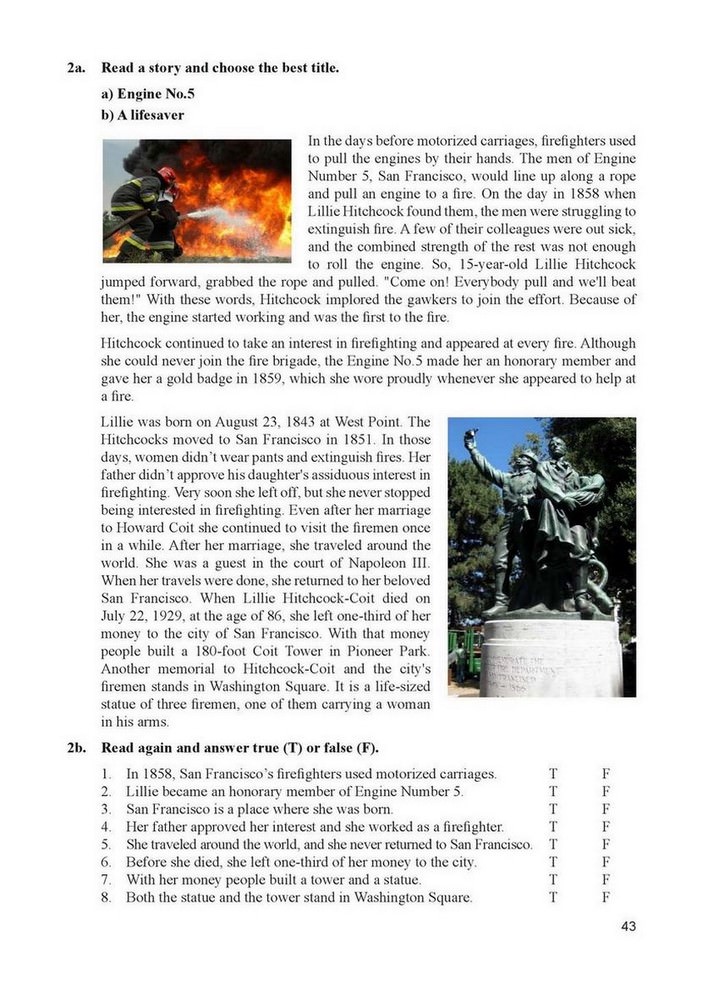 2a. Read a story and choose the best title.
a) Engine No.5
b) A lifesaver
In the days before motorized carriages, firefighters used
to pull the engines by their hands. The men of Engine
Number 5, San Francisco, would line up along a rope
and pull an engine to a fire. On the day in 1858 when
Lillie Hitchcock found them, the men were struggling to
extinguish fire. A few of their colleagues were out sick,
and the combined strength of the rest was not enough
to roll the engine. So, 15-year-old Lillie Hitchcock
jumped forward, grabbed the rope and pulled. "Come on! Everybody pull and we'll beat
them!" With these words, Hitchcock implored the gawkers to join the effort. Because of
her, the engine started working and was the first to the fire.
Hitchcock continued to take an interest in firefighting and appeared at every fire. Although
she could never join the fire brigade, the Engine No.5 made her an honorary member and
gave her a gold badge in 1859, which she wore proudly whenever she appeared to help at
a fire.
Lillie was born on August 23, 1843 at West Point. The
Hitchcocks moved to San Francisco in 1851. In those
days, women didn't wear pants and extinguish fires. Her
father didn't approve his daughter's assiduous interest in
firefighting. Very soon she left off, but she never stopped
being interested in firefighting. Even after her marriage
to Howard Coit she continued to visit the firemen once
in a while. After her marriage, she traveled around the
world. She was a guest in the court of Napoleon III.
When her travels were done, she returned to her beloved
San Francisco. When Lillie Hitchcock-Coit died on
July 22, 1929, at the age of 86, she left one-third of her
money to the city of San Francisco. With that money
people built a 180-foot Coit Tower in Pioneer Park.
Another memorial to Hitchcock-Coit and the city's
firemen stands in Washington Square. It is a life-sized
statue of three firemen, one of them carrying a woman
in his arms.
2b. Read again and answer true (T) or false (F).
1. In 1858, San Francisco's firefighters used motorized carriages. T F
2. Lillie became an honorary member of Engine Number 5. T F
3. San Francisco is a place where she was born. T F
4. Her father approved her interest and she worked as a firefighter. T F
5. She traveled around the world, and she never returned to San Francisco. T F
6. Before she died, she left one-third of her money to the city. T F
7. With her money people built a tower and a statue. T F
8. Both the statue and the tower stand in Washington Square. T F
43